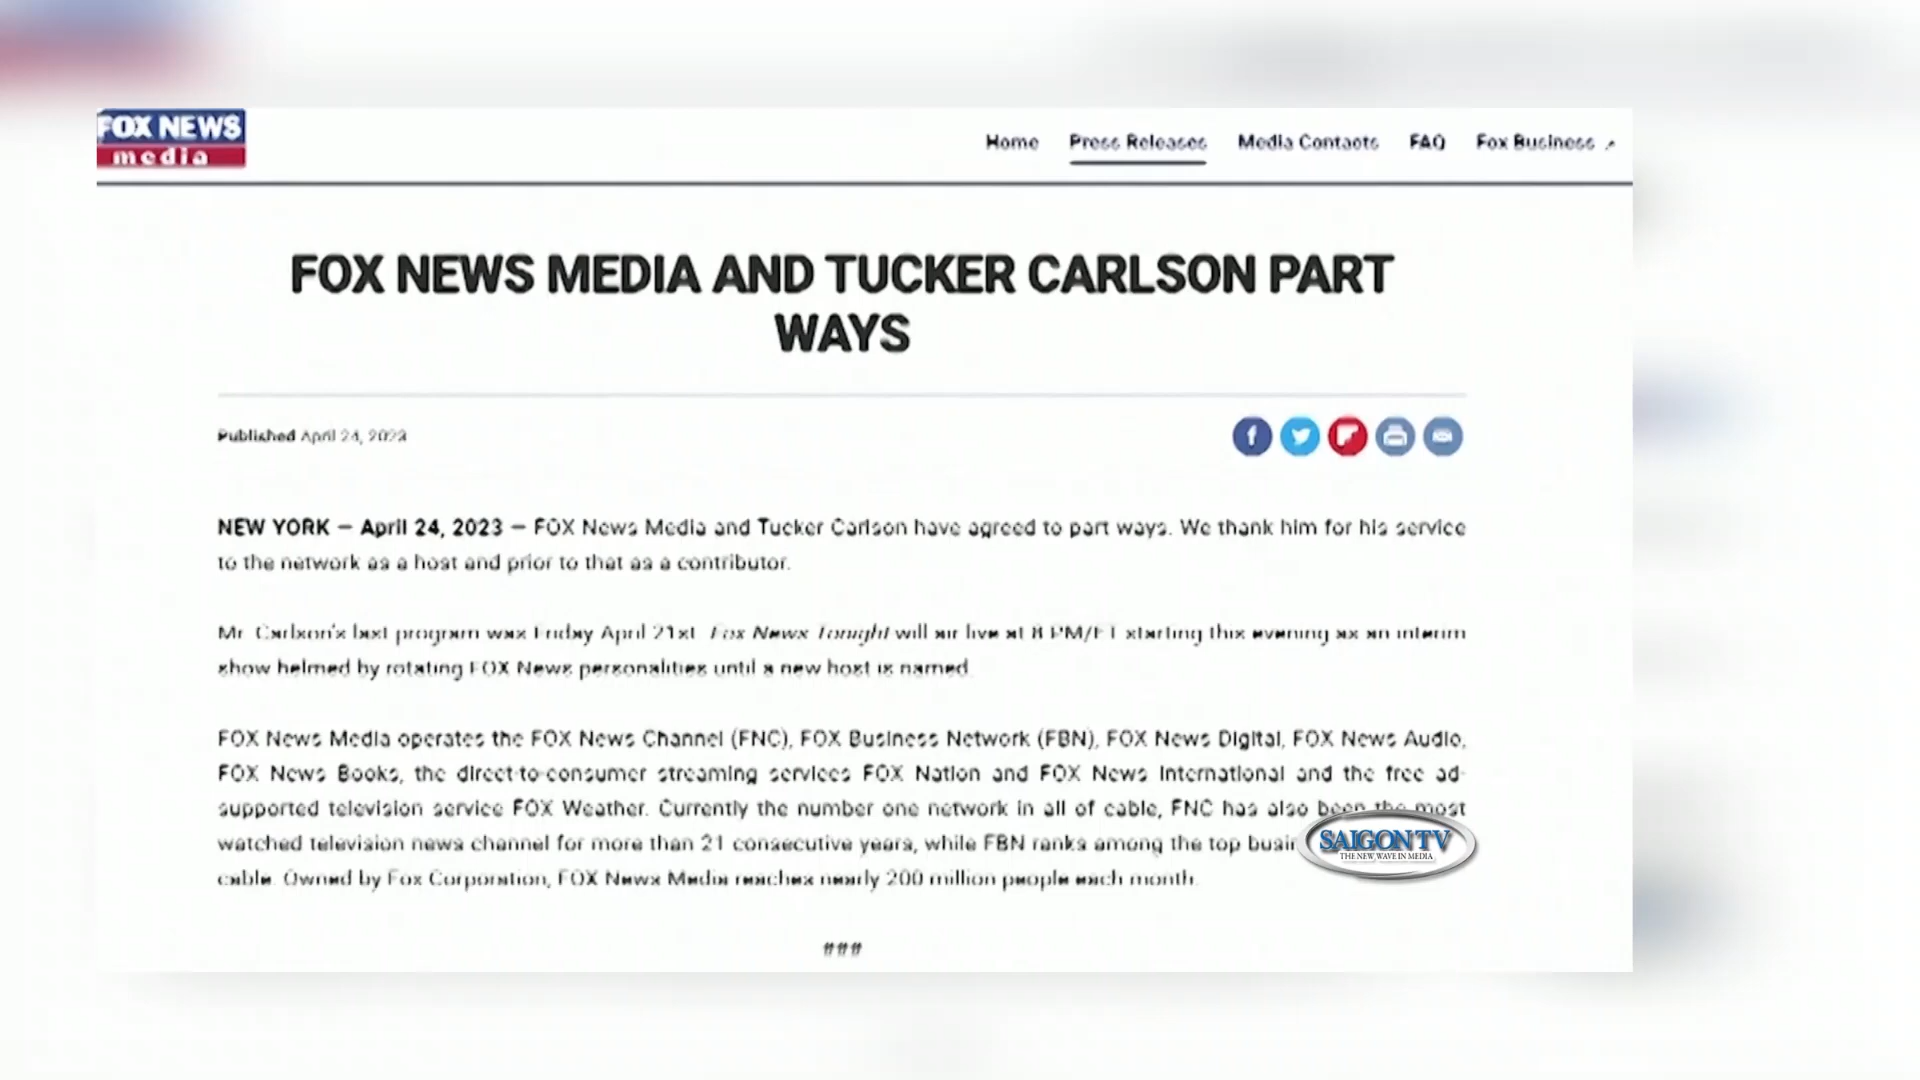 FOX NEWS
media
Home Press Releases Media Contacts FAQ Fox Business
FOX NEWS MEDIA AND TUCKER CARLSON PART
WAYS
Published April 24, 2023
NEW YORK – April 24, 2023 – FOX News Media and Tucker Carlson have agreed to part ways. We thank him for his service
to the network as a host and prior to that as a contributor.
Mr. Carlson's last program was Friday April 21st. Fox News Tonight will air live at 8 PM/ET starting this evening as an interim
show helmed by rotating FOX News personalities until a new host is named.
FOX News Media operates the FOX News Channel (FNC), FOX Business Network (FBN), FOX News Digital, FOX News Audio,
FOX News Books, the direct-to-consumer streaming services FOX Nation and FOX News International and the free ad-
supported television service FOX Weather. Currently the number one network in all of cable, FNC has also been the most
watched television news channel for more than 21 consecutive years, while FBN ranks among the top
cable. Owned by Fox Corporation, FOX News Media reaches nearly 200 million people each month.
SAIGON TV
THE NEW WAVE IN MEDIA
###